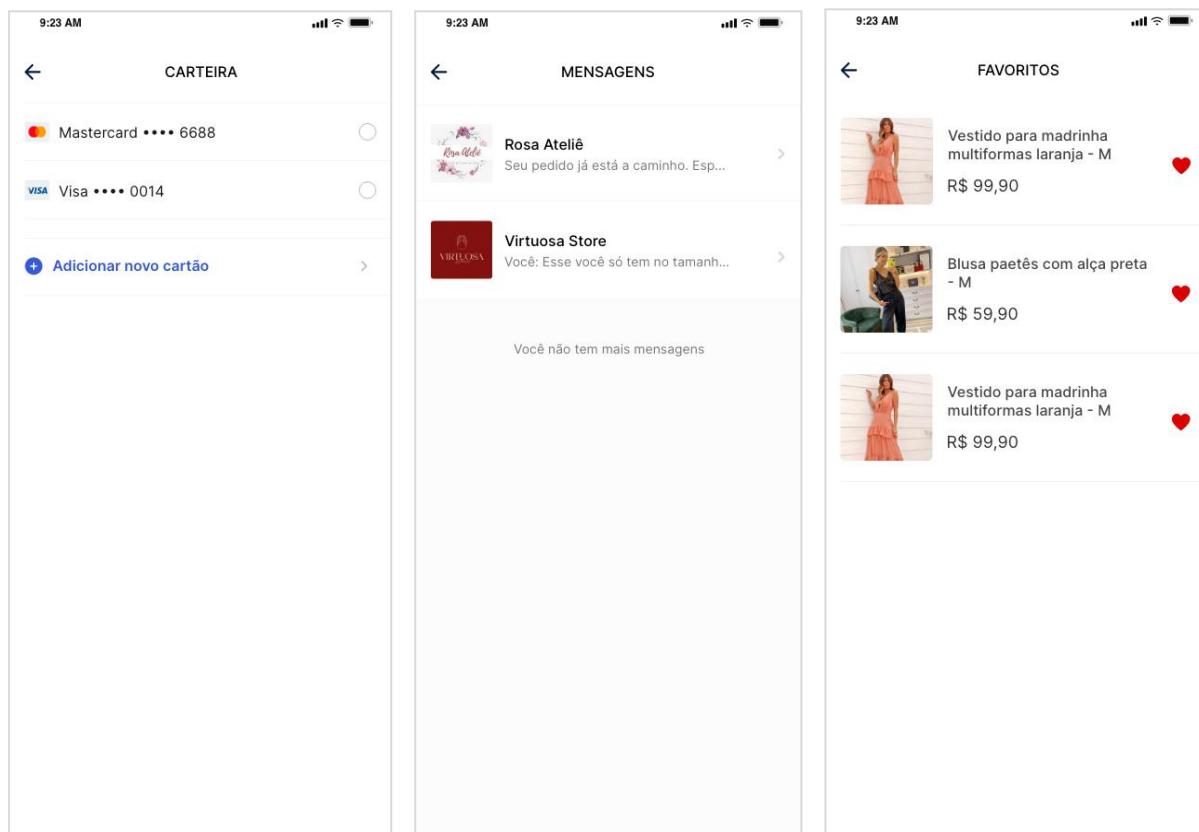 9:23 AM
CARTEIRA
Mastercard •••• 6688
VISA Visa •••• 0014
Adicionar novo cartão
9:23 AM
MENSAGENS
Rosa Ateliê
Rosa Ateliê
Seu pedido já está a caminho. Esp...
VIRTUOSA
Virtuosa Store
Você: Esse você só tem no tamanh...
Você não tem mais mensagens
9:23 AM
FAVORITOS
Vestido para madrinha
multiformas laranja - M
R$ 99,90
Blusa paetês com alça preta
- M
R$ 59,90
Vestido para madrinha
multiformas laranja - M
R$ 99,90